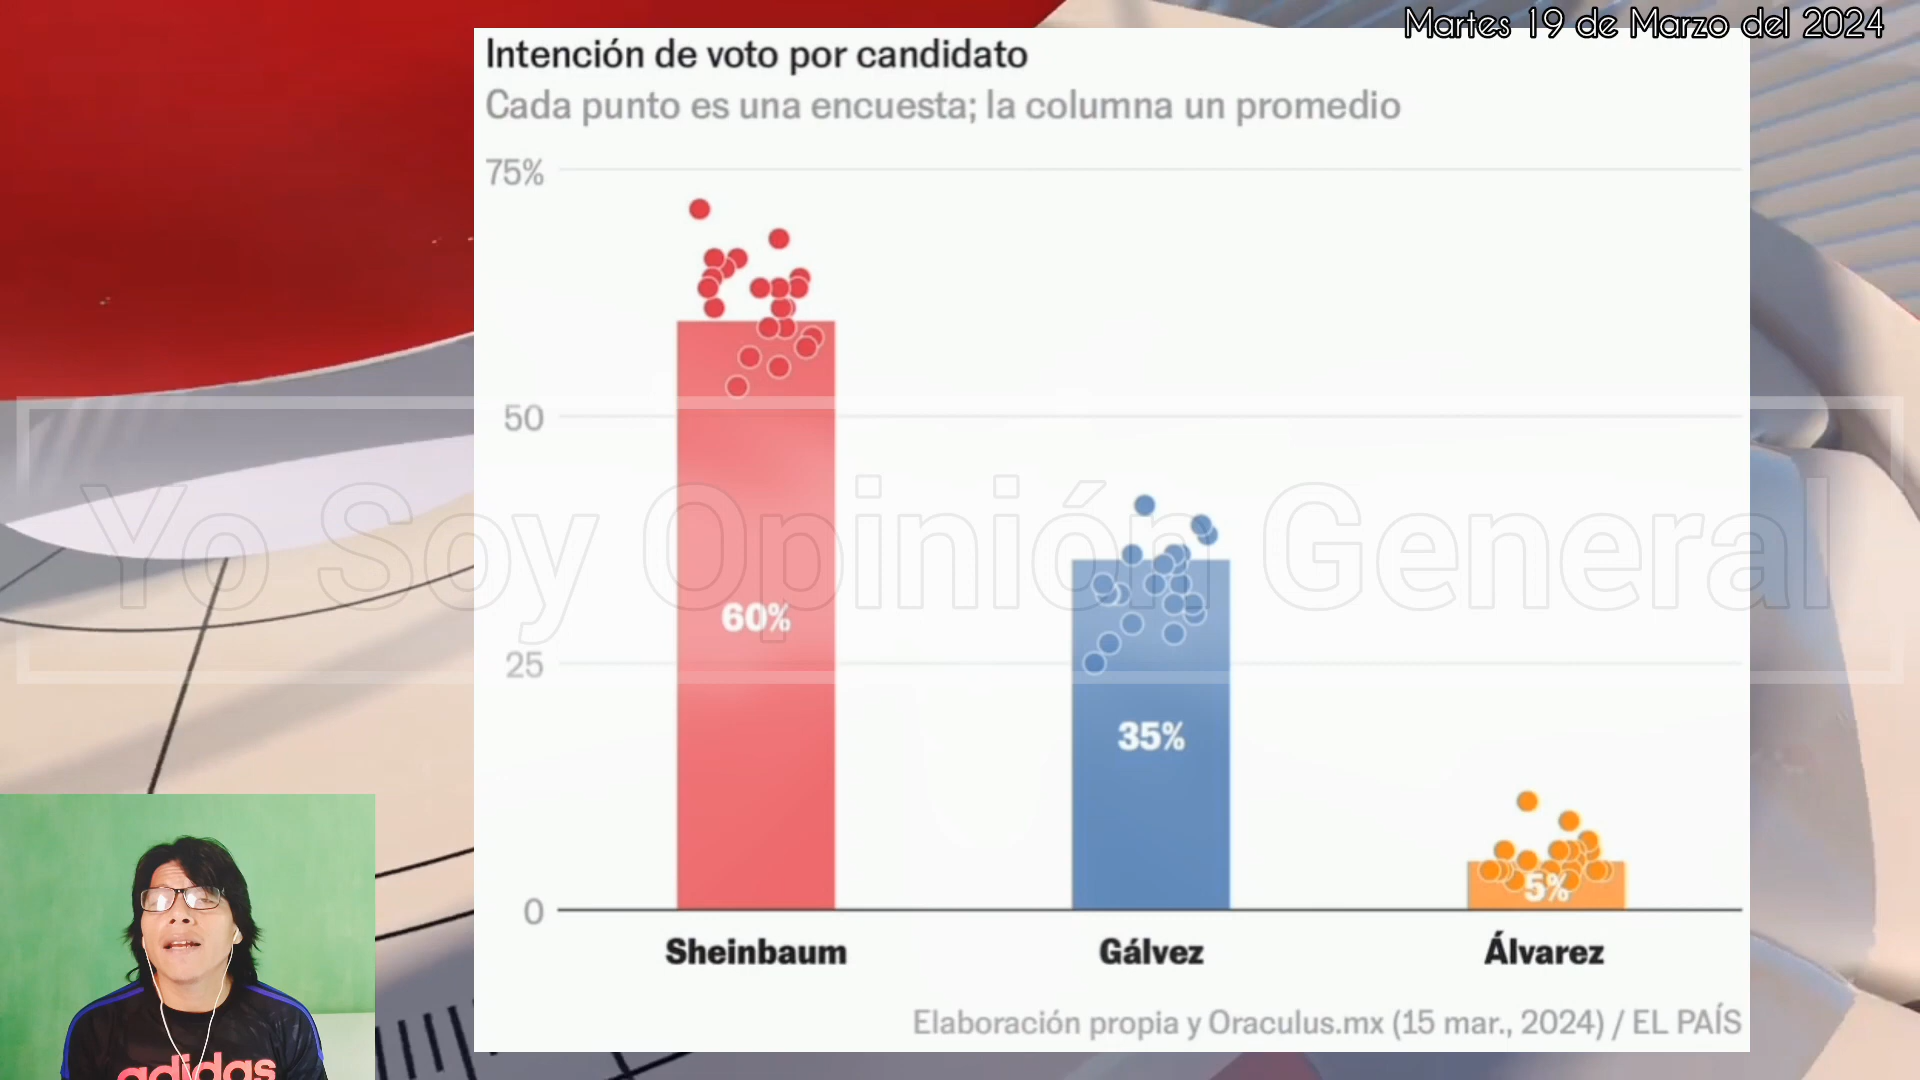 Martes 19 de Marzo del 2024
Intención de voto por candidato
Cada punto es una encuesta; la columna un promedio
75%
50
25
0
60%
35%
5%
Sheinbaum
Gálvez
Álvarez
Elaboración propia y Oraculus.mx (15 mar., 2024) / EL PAÍS
Yo Soy Opinión General
adidas